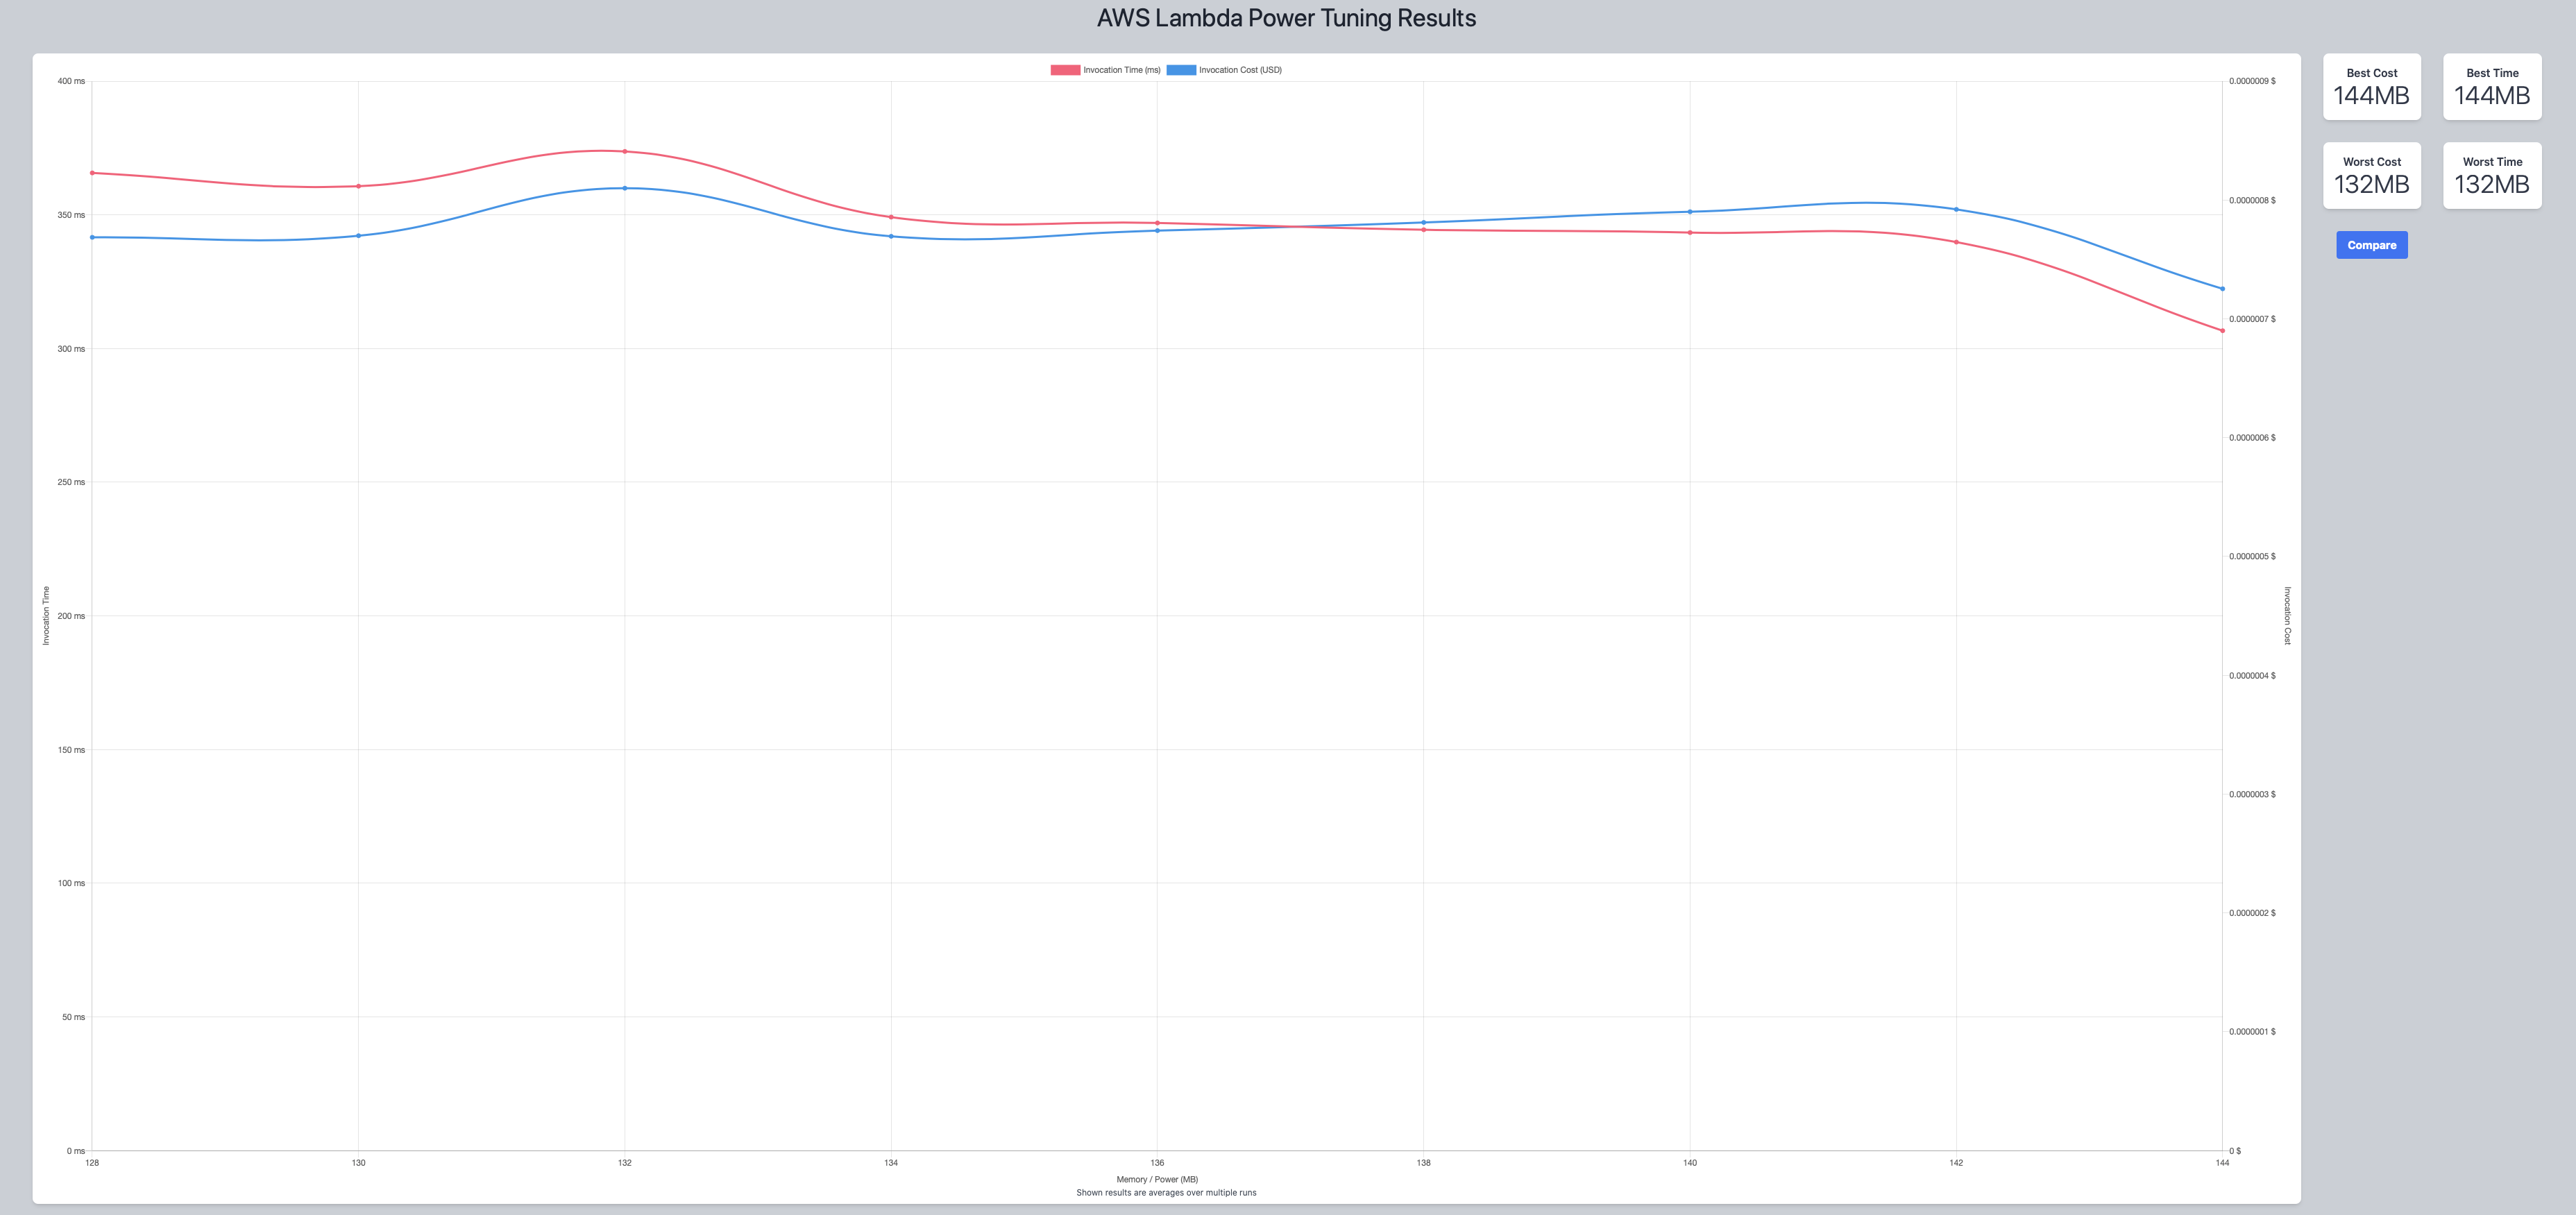 AWS Lambda Power Tuning Results
Invocation Time (ms) Invocation Cost (USD)
400 ms
350 ms
300 ms
250 ms
200 ms
150 ms
100 ms
50 ms
0 ms
Invocation Time
0.0000009 $
0.0000008 $
0.0000007 $
0.0000006 $
0.0000005 $
0.0000004 $
0.0000003 $
0.0000002 $
0.0000001 $
0 $
Invocation Cost
128 130 132 134 136 138 140 142 144
Memory / Power (MB)
Shown results are averages over multiple runs
Best Cost
144MB
Best Time
144MB
Worst Cost
132MB
Worst Time
132MB
Compare